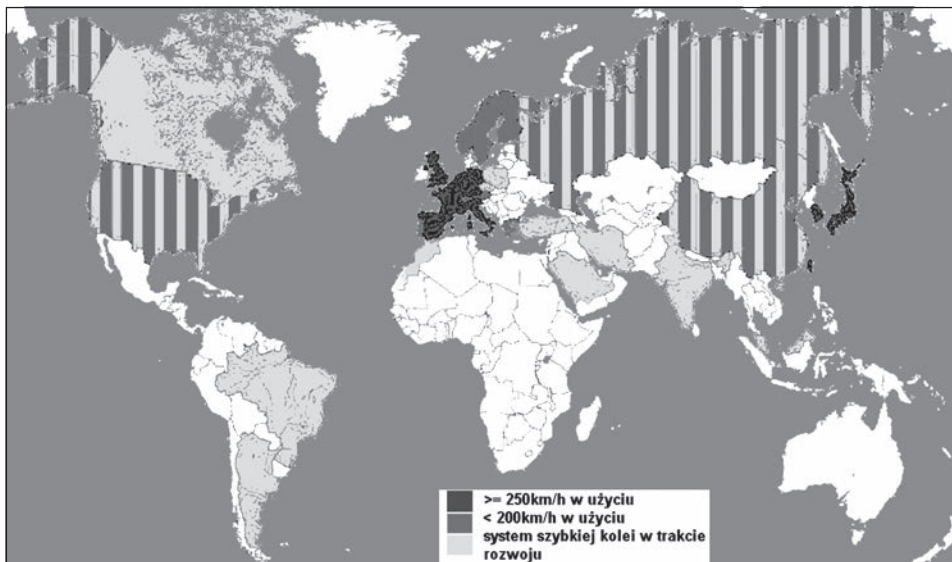 >= 250km/h w użyciu
< 200km/h w użyciu
system szybkiej kolei w trakcie
rozwoju